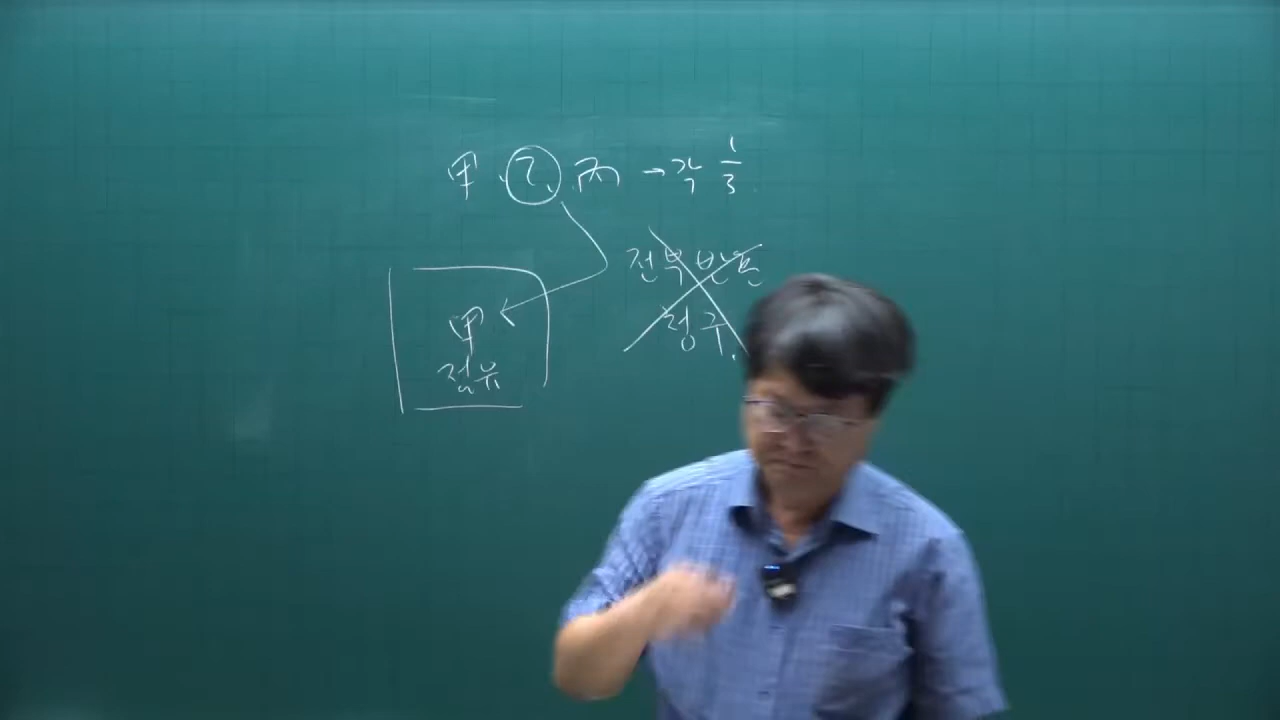 甲, 乙, 丙 → 각 1/3
전부 반환
청구.
甲
점유